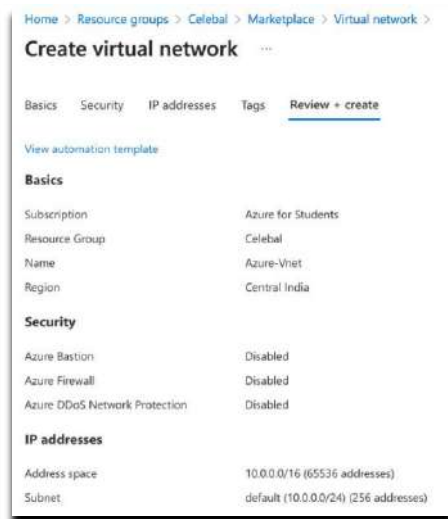 Home > Resource groups > Celebal > Marketplace > Virtual network >
Create virtual network ...
Basics Security IP addresses Tags Review + create
View automation template
Basics
Subscription Azure for Students
Resource Group Celebal
Name Azure-Vnet
Region Central India
Security
Azure Bastion Disabled
Azure Firewall Disabled
Azure DDoS Network Protection Disabled
IP addresses
Address space 10.0.0.0/16 (65536 addresses)
Subnet default (10.0.0.0/24) (256 addresses)